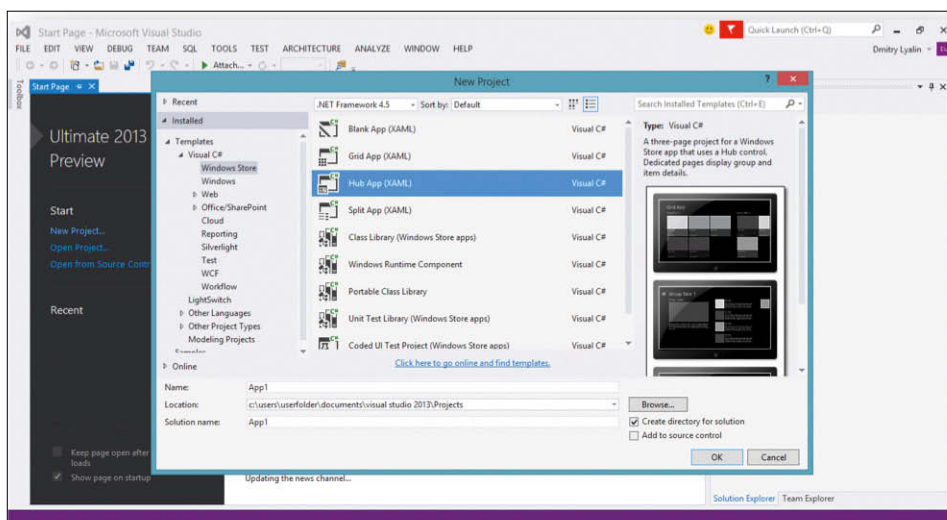 Start Page - Microsoft Visual Studio
Quick Launch (Ctrl+Q)
FILE EDIT VIEW DEBUG TEAM SQL TOOLS TEST ARCHITECTURE ANALYZE WINDOW HELP
Dmitry Lyalin
Attach...
Toolbox
Start Page
Ultimate 2013
Preview
Start
New Project...
Open Project...
Open from Source Contr
Recent
Keep page open after
loads
Show page on startup
New Project
Recent
.NET Framework 4.5
Sort by: Default
Search Installed Templates (Ctrl+E)
Installed
Templates
Visual C#
Windows Store
Windows
Web
Office/SharePoint
Cloud
Reporting
Silverlight
Test
WCF
Workflow
LightSwitch
Other Languages
Other Project Types
Modeling Projects
Samples
Online
Blank App (XAML) Visual C#
Grid App (XAML) Visual C#
Hub App (XAML) Visual C#
Split App (XAML) Visual C#
Class Library (Windows Store apps) Visual C#
Windows Runtime Component Visual C#
Portable Class Library Visual C#
Unit Test Library (Windows Store apps) Visual C#
Coded UI Test Project (Windows Store apps) Visual C#
Click here to go online and find templates.
Type: Visual C#
A three-page project for a Windows
Store app that uses a Hub control.
Dedicated pages display group and
item details.
Name: App1
Location: c:\users\userfolder\documents\visual studio 2013\Projects
Browse...
Solution name: App1
Create directory for solution
Add to source control
OK Cancel
Updating the news channel...
Solution Explorer Team Explorer